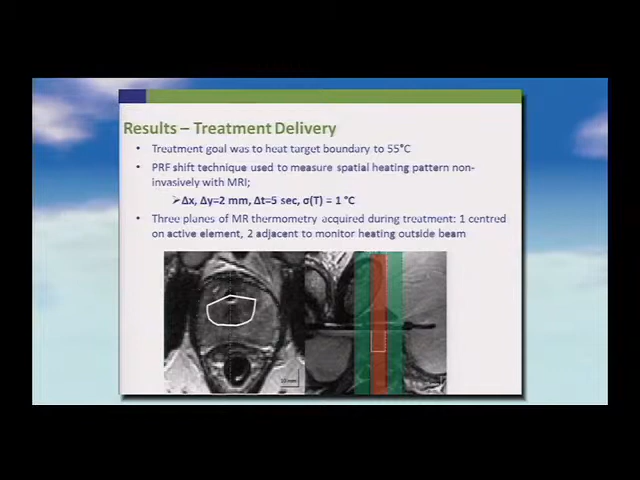 Results – Treatment Delivery
• Treatment goal was to heat target boundary to 55°C
• PRF shift technique used to measure spatial heating pattern non-
invasively with MRI;
➢Δx, Δy=2 mm, Δt=5 sec, σ(T) = 1 °C
• Three planes of MR thermometry acquired during treatment: 1 centred
on active element, 2 adjacent to monitor heating outside beam
10 mm